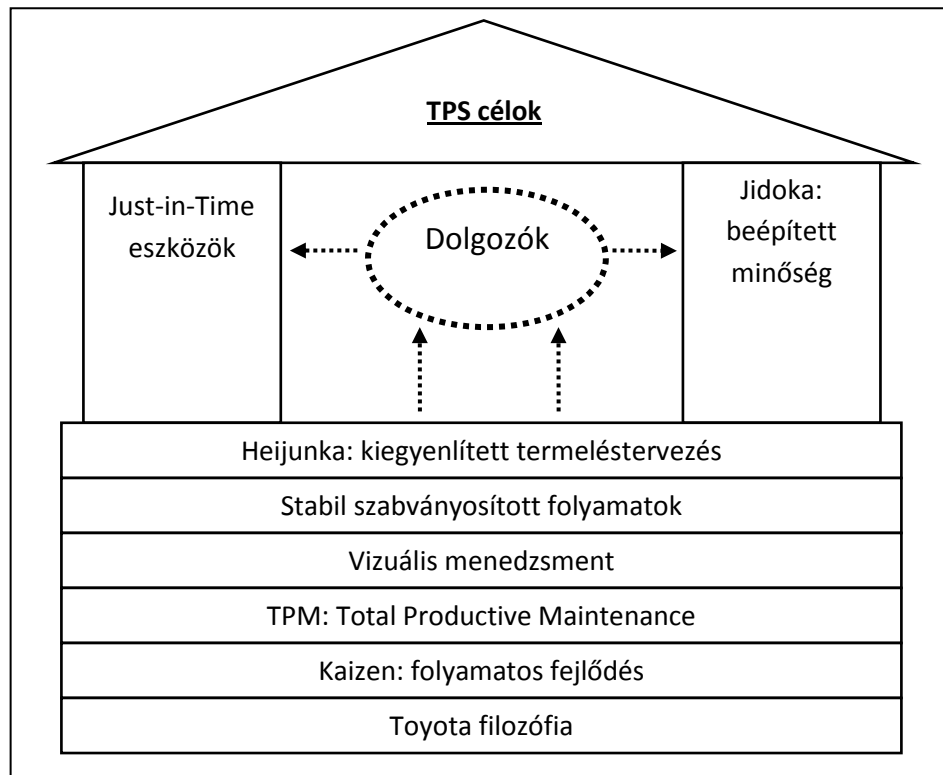 TPS célok
Just-in-Time
eszközök
Dolgozók
Jidoka:
beépített
minőség
Heijunka: kiegyenlített termeléstervezés
Stabil szabványosított folyamatok
Vizuális menedzsment
TPM: Total Productive Maintenance
Kaizen: folyamatos fejlődés
Toyota filozófia